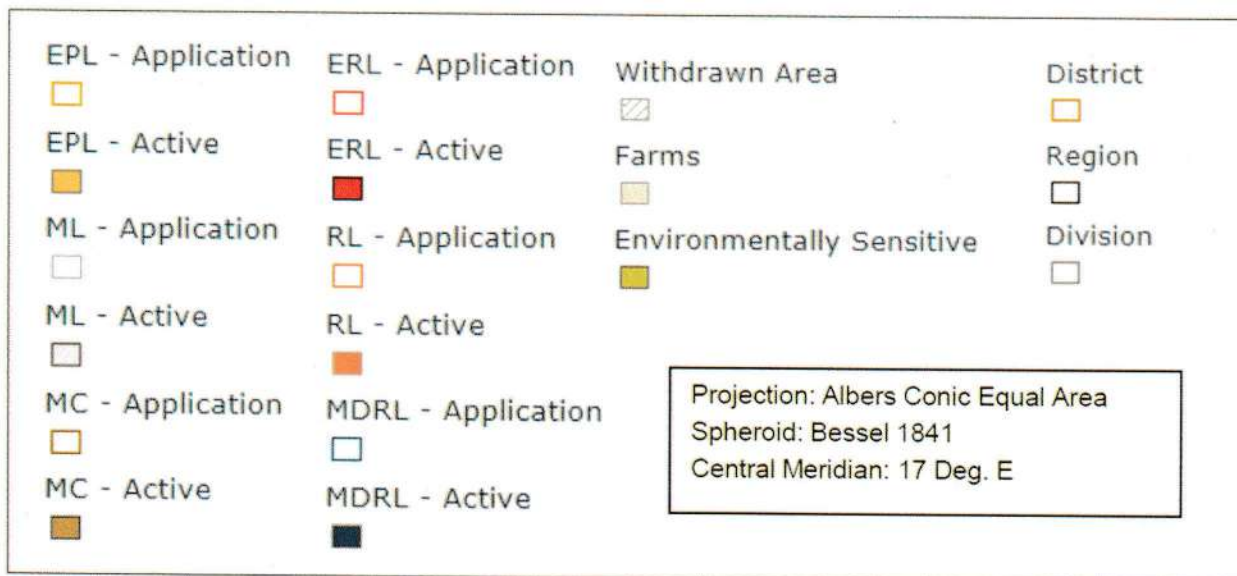 EPL - Application
EPL - Active
ML - Application
ML - Active
MC - Application
MC - Active
ERL - Application
ERL - Active
RL - Application
RL - Active
MDRL - Application
MDRL - Active
Withdrawn Area
Farms
Environmentally Sensitive
District
Region
Division
Projection: Albers Conic Equal Area
Spheroid: Bessel 1841
Central Meridian: 17 Deg. E